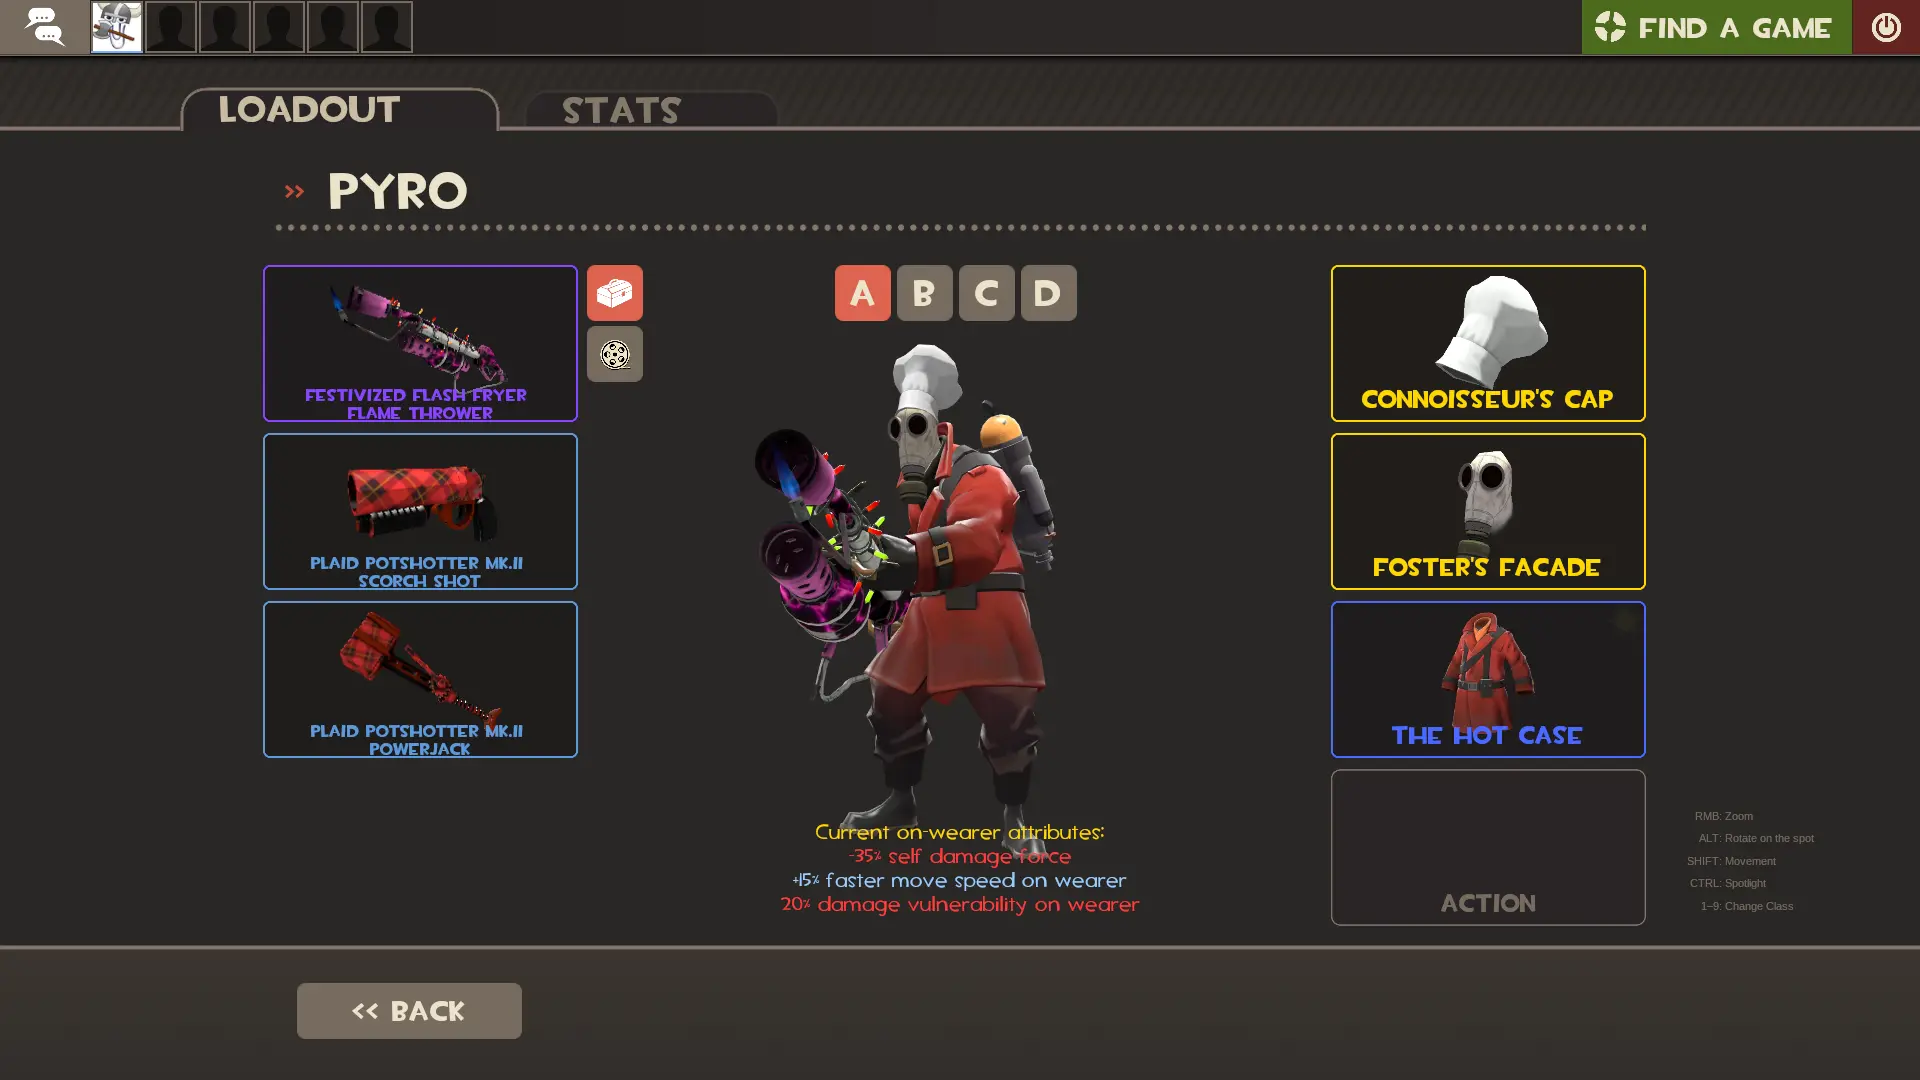 FIND A GAME
LOADOUT
STATS
>> PYRO
A B C D
FESTIVIZED FLASH FRYER
FLAME THROWER
PLAID POTSHOTTER MK.II
SCORCH SHOT
PLAID POTSHOTTER MK.II
POWERJACK
CONNOISSEUR'S CAP
FOSTER'S FACADE
THE HOT CASE
ACTION
Current on-wearer attributes:
-35% self damage force
+15% faster move speed on wearer
20% damage vulnerability on wearer
RMB: Zoom
ALT: Rotate on the spot
SHIFT: Movement
CTRL: Spotlight
1–9: Change Class
<< BACK